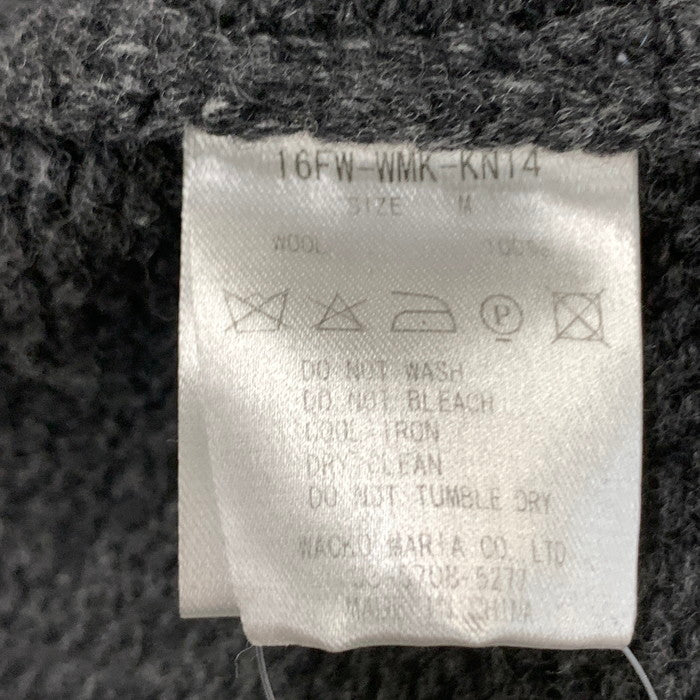 16FW-WMK-KN14
SIZE M
WOOL 100%
P
DO NOT WASH
DO NOT BLEACH
COOL IRON
DRY CLEAN
DO NOT TUMBLE DRY
WACKO MARIA CO., LTD
MADE IN CHINA